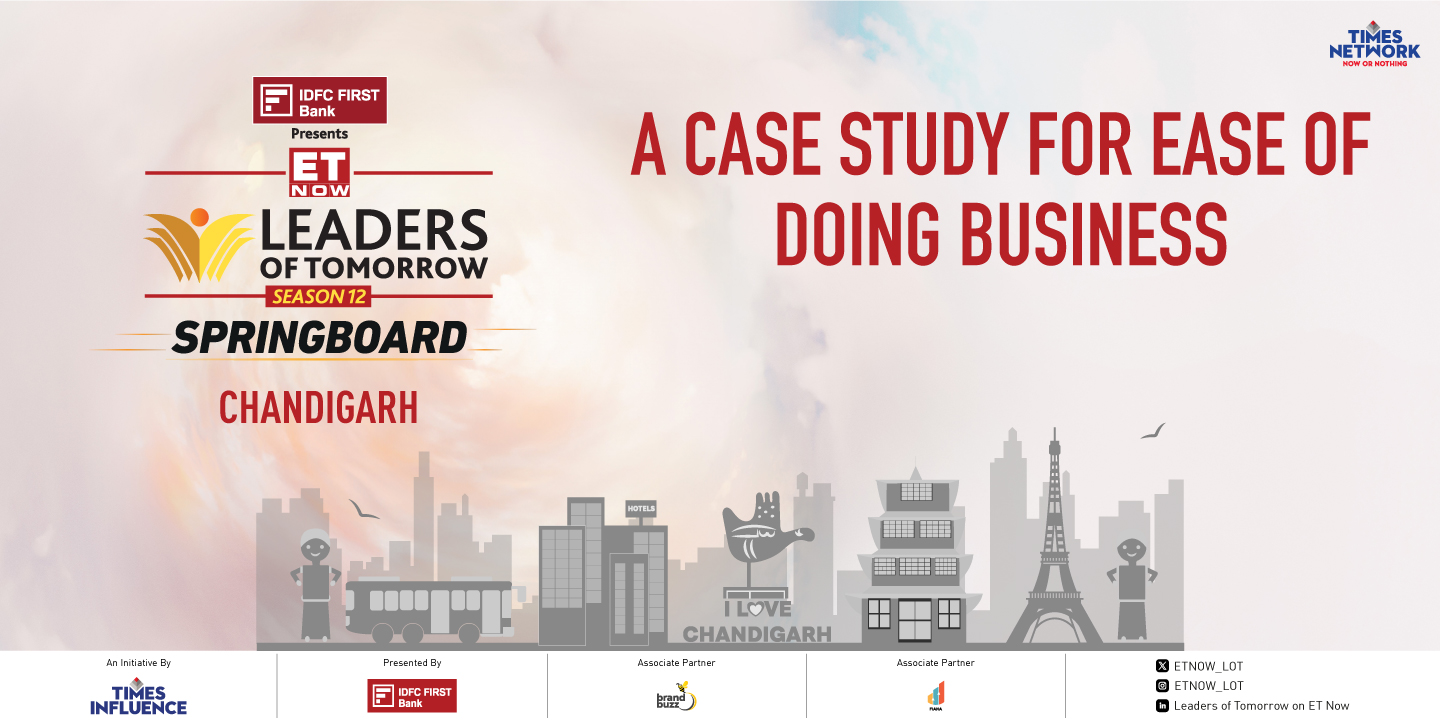 TIMES
NETWORK
NOW OR NOTHING
IDFC FIRST
Bank
Presents
ET
NOW
LEADERS
OF TOMORROW
SEASON 12
SPRINGBOARD
CHANDIGARH
A CASE STUDY FOR EASE OF
DOING BUSINESS
HOTELS
I LOVE
CHANDIGARH
An Initiative By
TIMES
INFLUENCE
Presented By
IDFC FIRST
Bank
Associate Partner
brand
buzz
Associate Partner
FIANA
ETNOW_LOT
ETNOW_LOT
in
Leaders of Tomorrow on ET Now